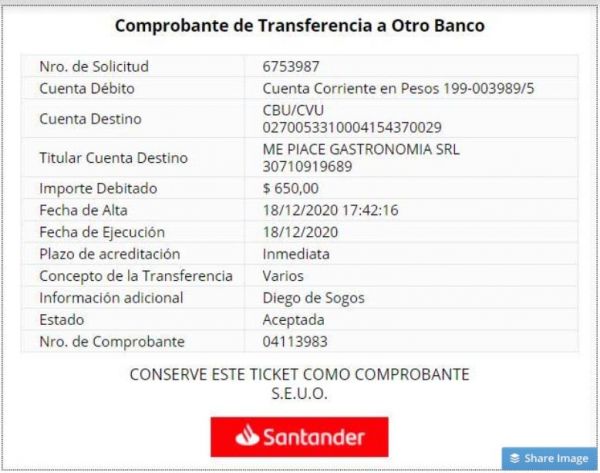 Comprobante de Transferencia a Otro Banco
Nro. de Solicitud 6753987
Cuenta Débito Cuenta Corriente en Pesos 199-003989/5
Cuenta Destino CBU/CVU
0270053310004154370029
Titular Cuenta Destino ME PIACE GASTRONOMIA SRL
30710919689
Importe Debitado $ 650,00
Fecha de Alta 18/12/2020 17:42:16
Fecha de Ejecución 18/12/2020
Plazo de acreditación Inmediata
Concepto de la Transferencia Varios
Información adicional Diego de Sogos
Estado Aceptada
Nro. de Comprobante 04113983
CONSERVE ESTE TICKET COMO COMPROBANTE
S.E.U.O.
Santander
Share Image